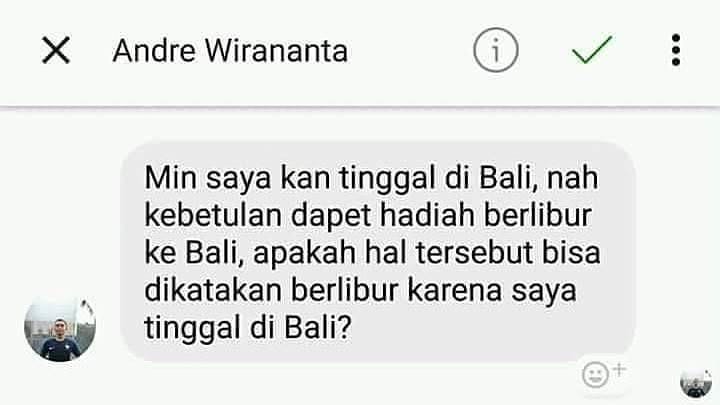 Andre Wirananta
Min saya kan tinggal di Bali, nah
kebetulan dapet hadiah berlibur
ke Bali, apakah hal tersebut bisa
dikatakan berlibur karena saya
tinggal di Bali?